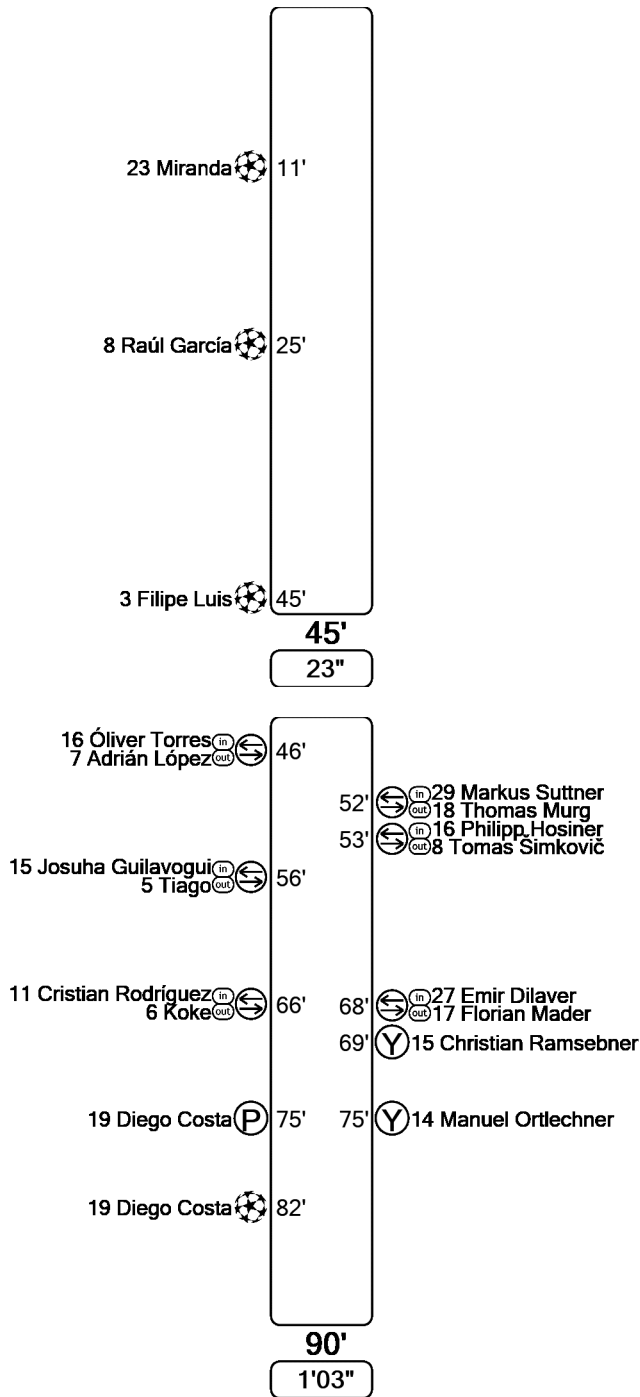 23 Miranda 11'
8 Raúl García 25'
3 Filipe Luis 45'
45'
23"
16 Óliver Torres in
7 Adrián López out
46'
52' in 29 Markus Suttner
out 18 Thomas Murg
53' in 16 Philipp Hosiner
out 8 Tomas Šimkovič
15 Josuha Guilavogui in
5 Tiago out
56'
11 Cristian Rodríguez in
6 Koke out
66'
68' in 27 Emir Dilaver
out 17 Florian Mader
69' Y 15 Christian Ramsebner
19 Diego Costa P 75'
75' Y 14 Manuel Ortlechner
19 Diego Costa 82'
90'
1'03"